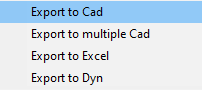 Export to Cad
Export to multiple Cad
Export to Excel
Export to Dyn